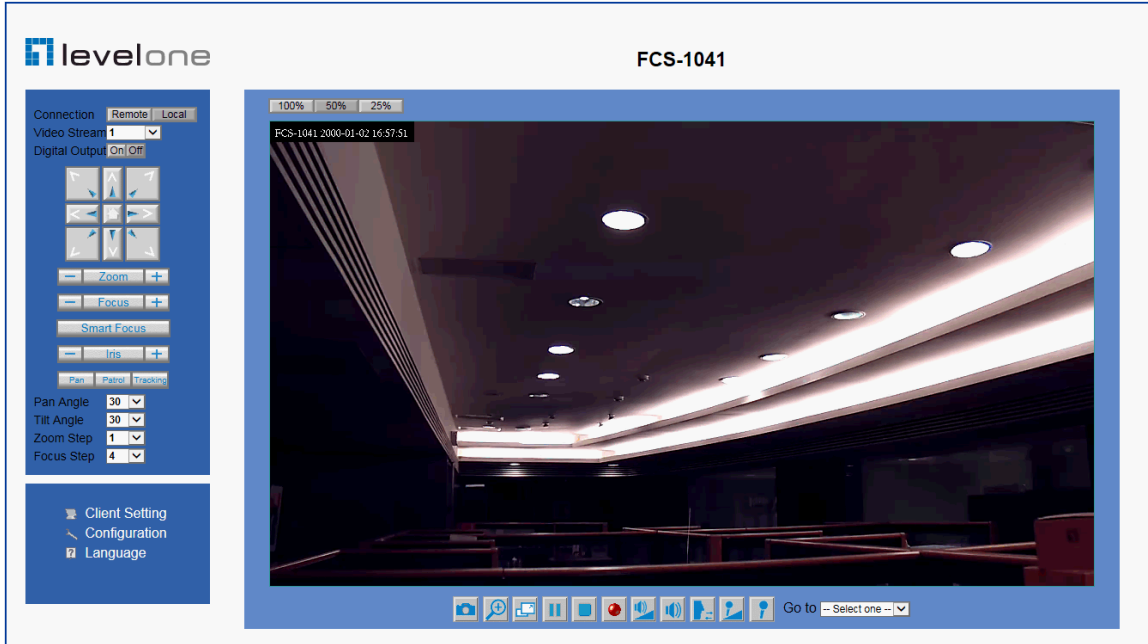 levelone
FCS-1041
Connection Remote Local
Video Stream 1
Digital Output On Off
Zoom
Focus
Smart Focus
Iris
Pan Patrol Tracking
Pan Angle 30
Tilt Angle 30
Zoom Step 1
Focus Step 4
Client Setting
Configuration
Language
100% 50% 25%
FCS-1041 2000-01-02 16:57:51
Go to -- Select one --